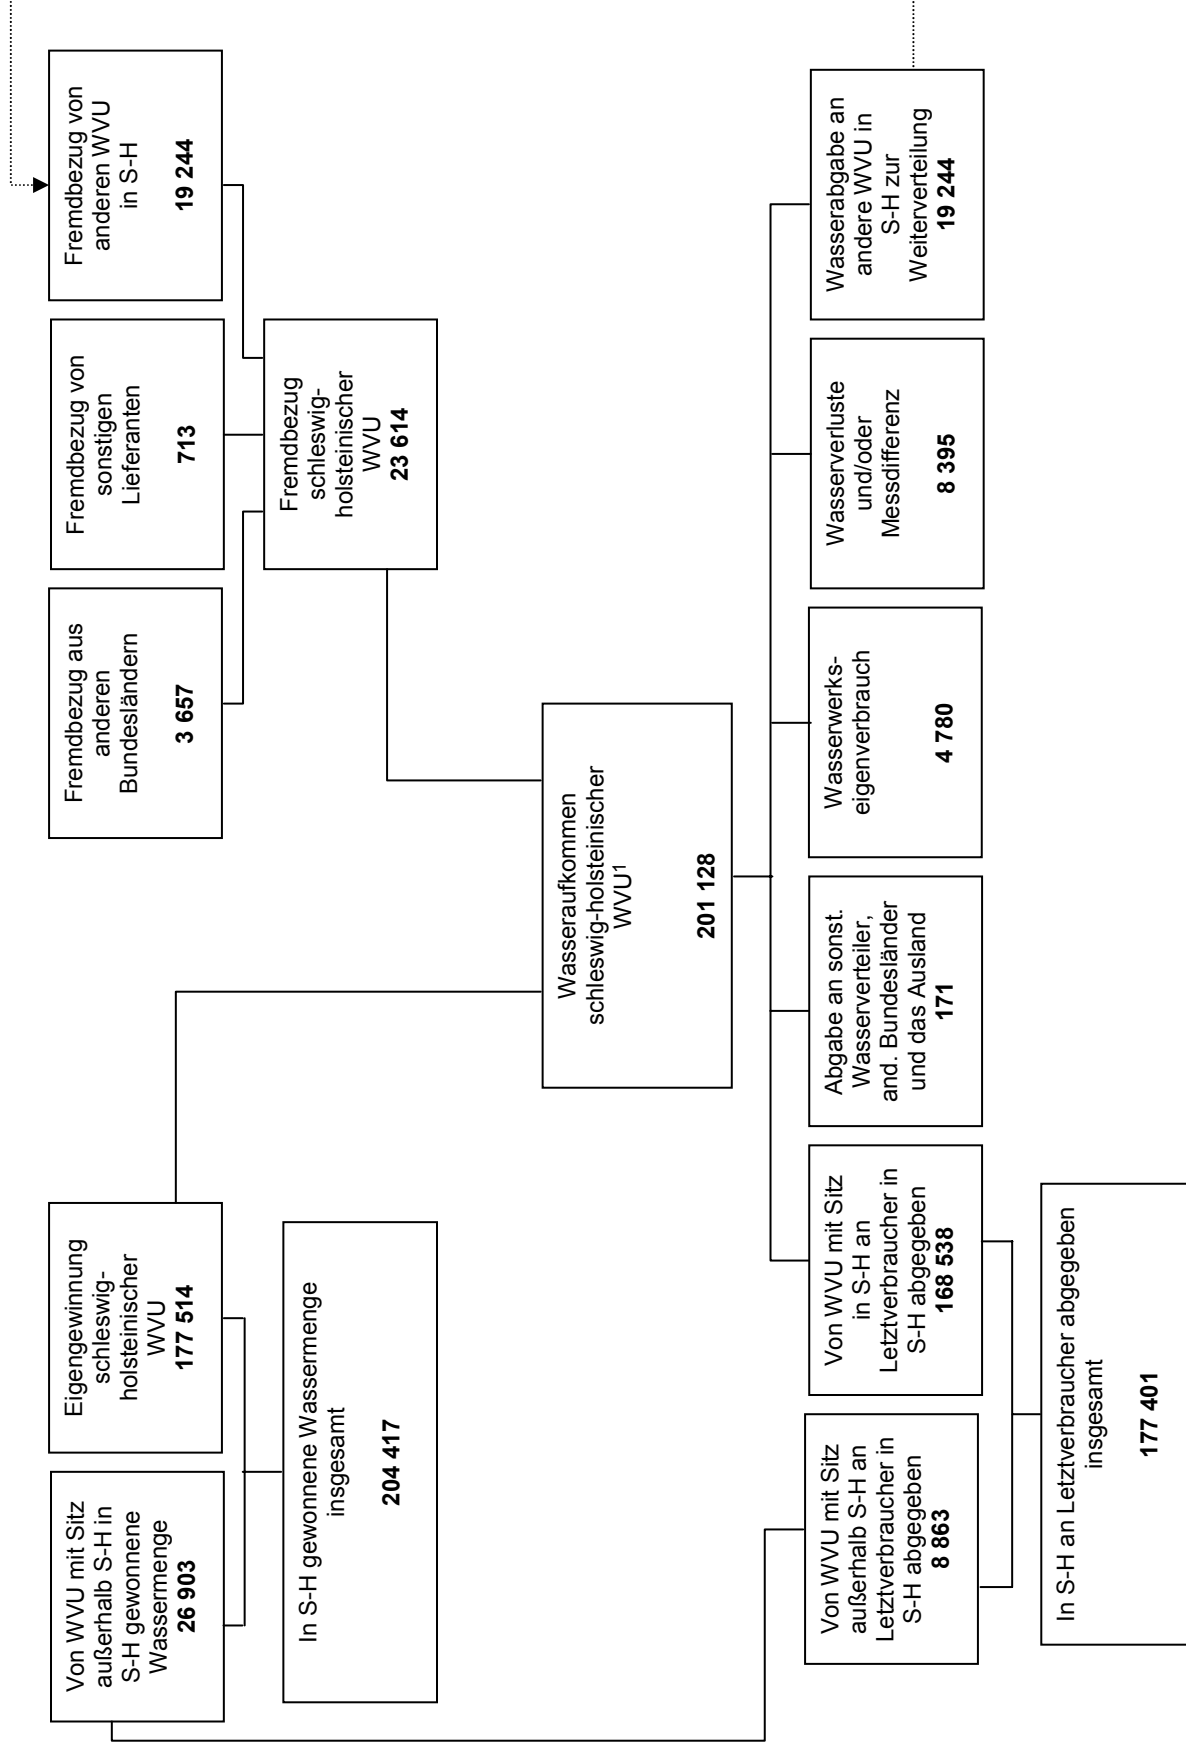 Von WVU mit Sitz
außerhalb S-H in
S-H gewonnene
Wassermenge
26 903
Eigengewinnung
schleswig-
holsteinischer
WVU
177 514
Fremdbezug aus
anderen
Bundesländern
3 657
Fremdbezug von
sonstigen
Lieferanten
713
Fremdbezug von
anderen WVU
in S-H
19 244
In S-H gewonnene Wassermenge
insgesamt
204 417
Fremdbezug
schleswig-
holsteinischer
WVU
23 614
Wasseraufkommen
schleswig-holsteinischer
WVU¹
201 128
Von WVU mit Sitz
außerhalb S-H an
Letztverbraucher in
S-H abgegeben
8 863
Von WVU mit Sitz
in S-H an
Letztverbraucher in
S-H abgegeben
168 538
Abgabe an sonst.
Wasserverteiler,
and. Bundesländer
und das Ausland
171
Wasserwerks-
eigenverbrauch
4 780
Wasserverluste
und/oder
Messdifferenz
8 395
Wasserabgabe an
andere WVU in
S-H zur
Weiterverteilung
19 244
In S-H an Letztverbraucher abgegeben
insgesamt
177 401